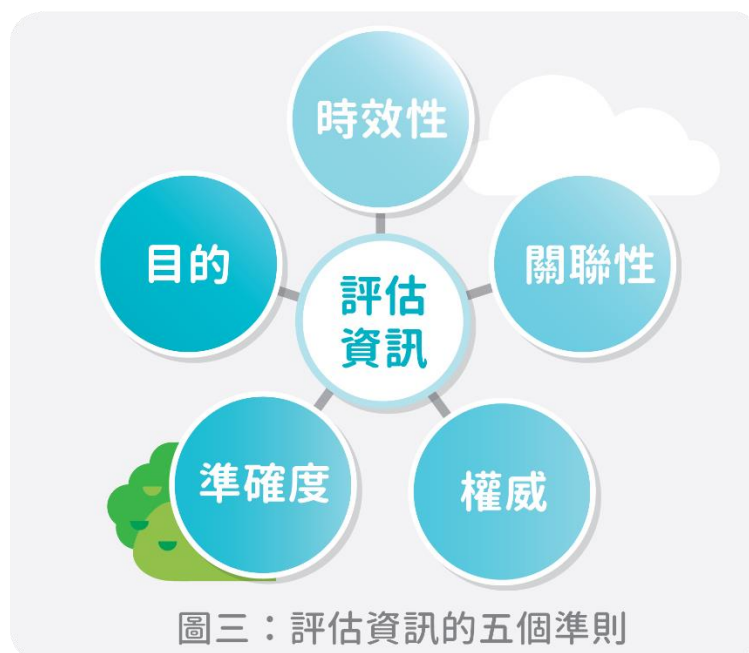 時效性
目的
關聯性
評估
資訊
準確度
權威
圖三：評估資訊的五個準則